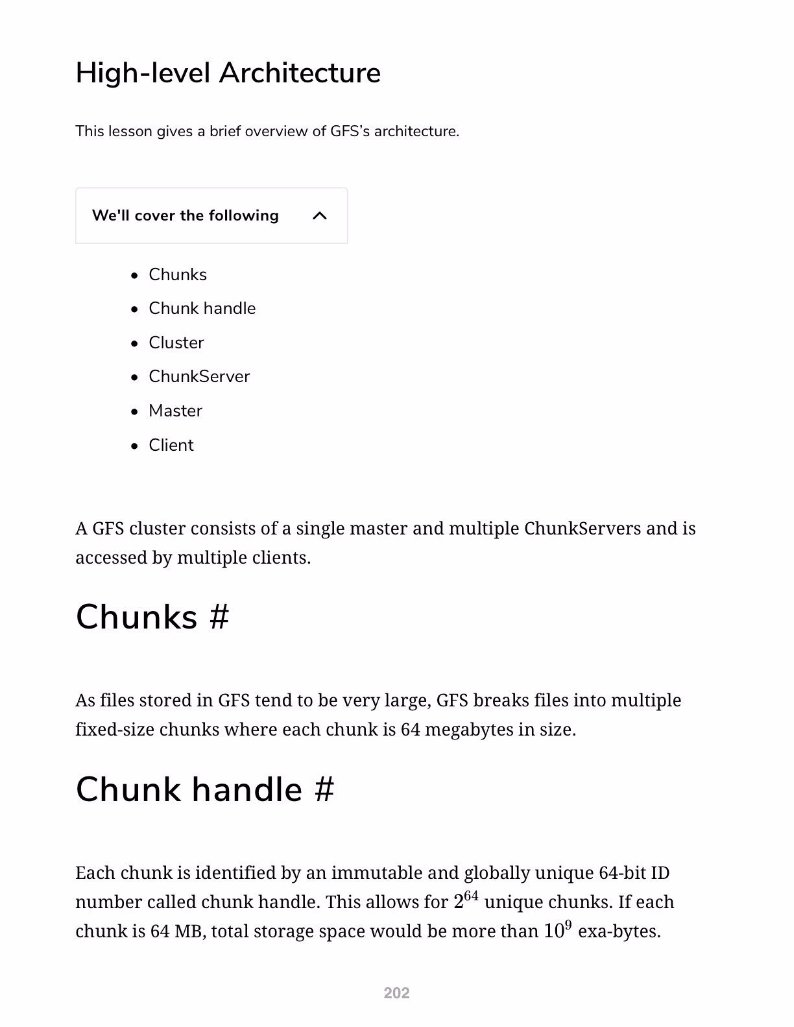 High-level Architecture
This lesson gives a brief overview of GFS’s architecture.
We'll cover the following
• Chunks
• Chunk handle
• Cluster
• ChunkServer
• Master
• Client
A GFS cluster consists of a single master and multiple ChunkServers and is
accessed by multiple clients.
Chunks #
As files stored in GFS tend to be very large, GFS breaks files into multiple
fixed-size chunks where each chunk is 64 megabytes in size.
Chunk handle #
Each chunk is identified by an immutable and globally unique 64-bit ID
number called chunk handle. This allows for 2⁶⁴ unique chunks. If each
chunk is 64 MB, total storage space would be more than 10⁹ exa-bytes.
202